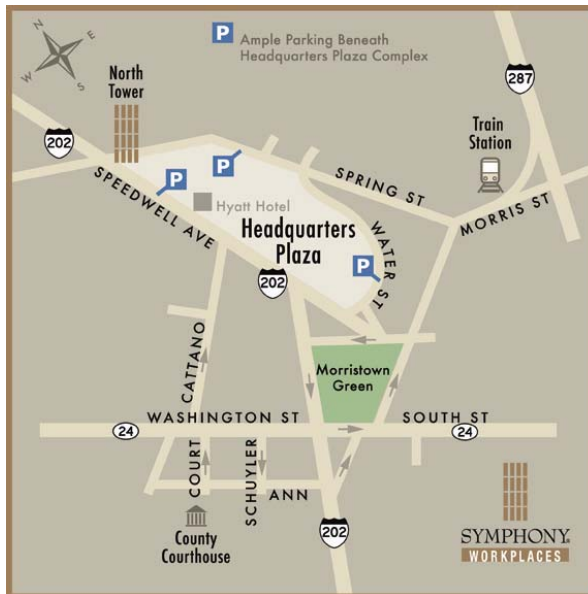 N
E
W
S
P
Ample Parking Beneath
Headquarters Plaza Complex
287
North
Tower
202
Train
Station
P
P
SPRING ST
MORRIS ST
SPEEDWELL AVE
Hyatt Hotel
Headquarters
Plaza
WATER ST
P
202
CATTANO
Morristown
Green
WASHINGTON ST
SOUTH ST
24
24
COURT
SCHUYLER
ANN
County
Courthouse
202
SYMPHONY
WORKPLACES